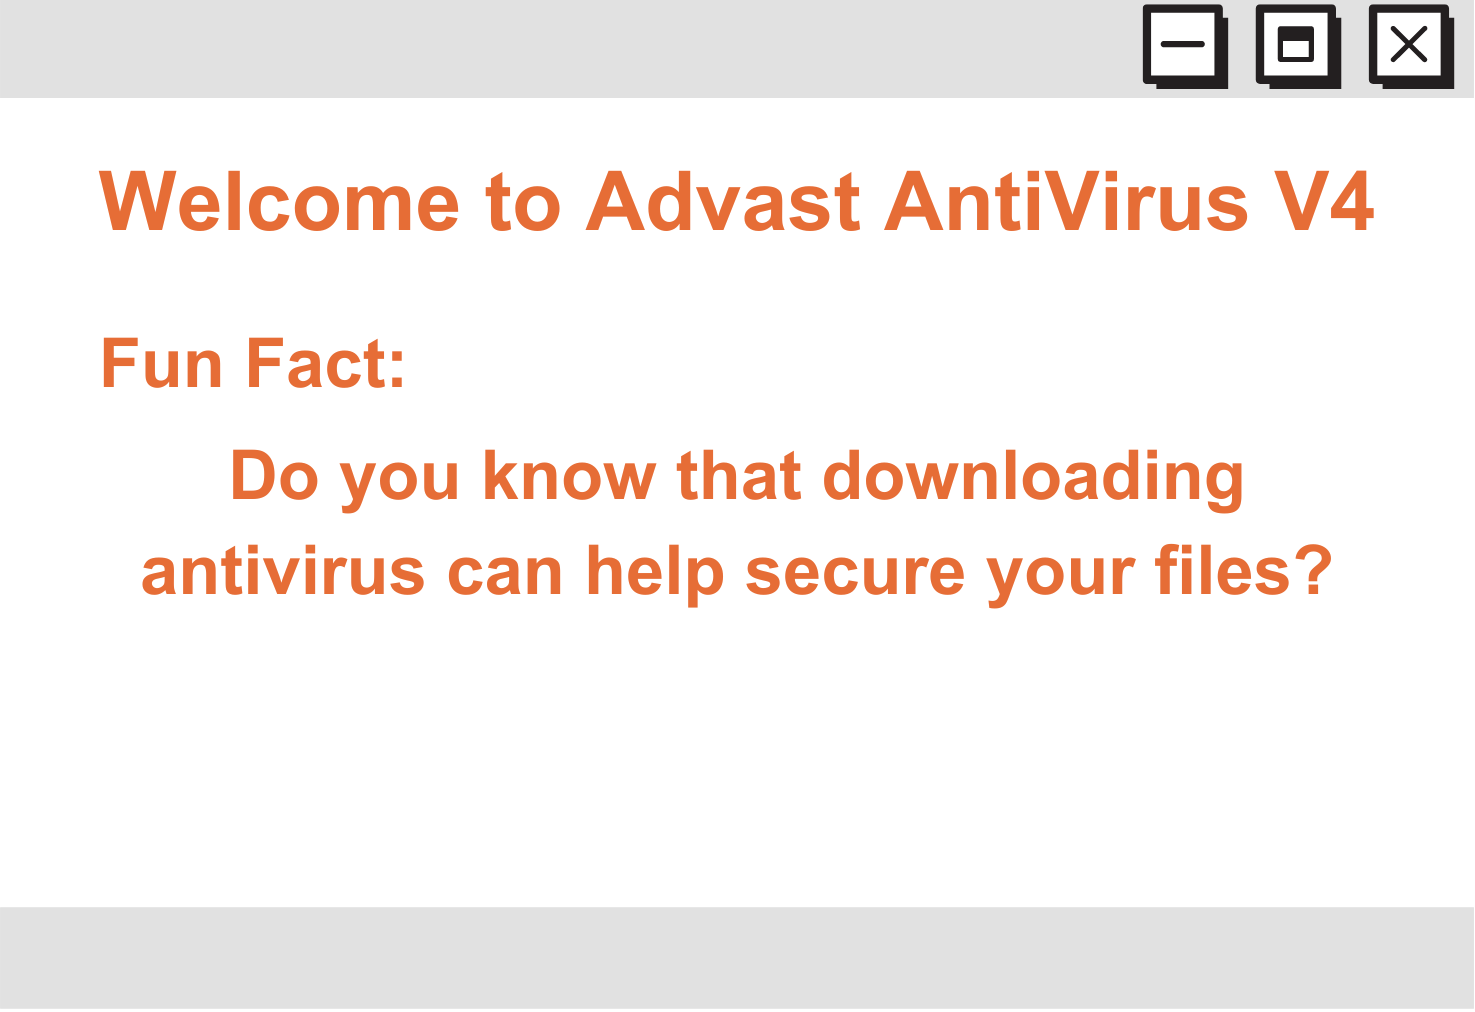 Welcome to Advast AntiVirus V4
Fun Fact:
Do you know that downloading
antivirus can help secure your files?